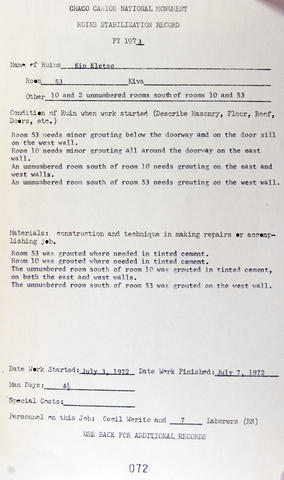 CHACO CANYON NATIONAL MONUMENT
RUINS STABILIZATION RECORD
FY 1973
Name of Ruins Kin Kletso
Room 53 Kiva
Other 10 and 2 unnumbered rooms south of rooms 10 and 53
Condition of Ruin when work started (Describe Masonry, Floor, Roof,
Doors, etc.)
Room 53 needs minor grouting below the doorway and on the door sill
on the west wall.
Room 10 needs minor grouting all around the doorway on the east
wall.
An unnumbered room south of room 10 needs grouting on the east and
west walls.
An unnumbered room south of room 53 needs grouting on the west wall.
Materials: construction and technique in making repairs or accomp-
lishing job.
Room 53 was grouted where needed in tinted cement.
Room 10 was grouted where needed in tinted cement.
The unnumbered room south of room 10 was grouted in tinted cement,
on both the east and west walls.
The unnumbered room south of room 53 was grouted on the west wall.
Date Work Started: July 3, 1972 Date Work Finished: July 7, 1972
Man Days: 4½
Special Costs:
Personnel on this Job: Cecil Werito and 7 Laborers (RS)
USE BACK FOR ADDITIONAL RECORDS
072